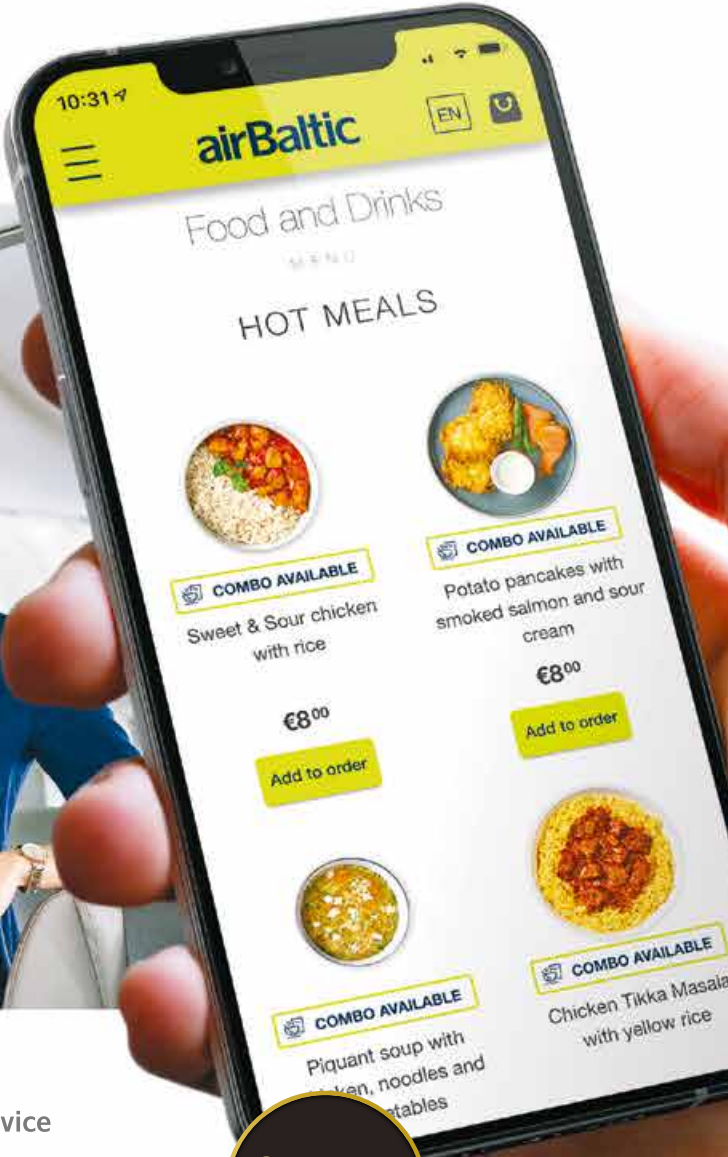 10:31
airBaltic
EN
Food and Drinks
MENU
HOT MEALS
COMBO AVAILABLE
Sweet & Sour chicken
with rice
€8⁰⁰
Add to order
COMBO AVAILABLE
Potato pancakes with
smoked salmon and sour
cream
€8⁰⁰
Add to order
COMBO AVAILABLE
Piquant soup with
noodles and
COMBO AVAILABLE
Chicken Tikka Masala
with yellow rice